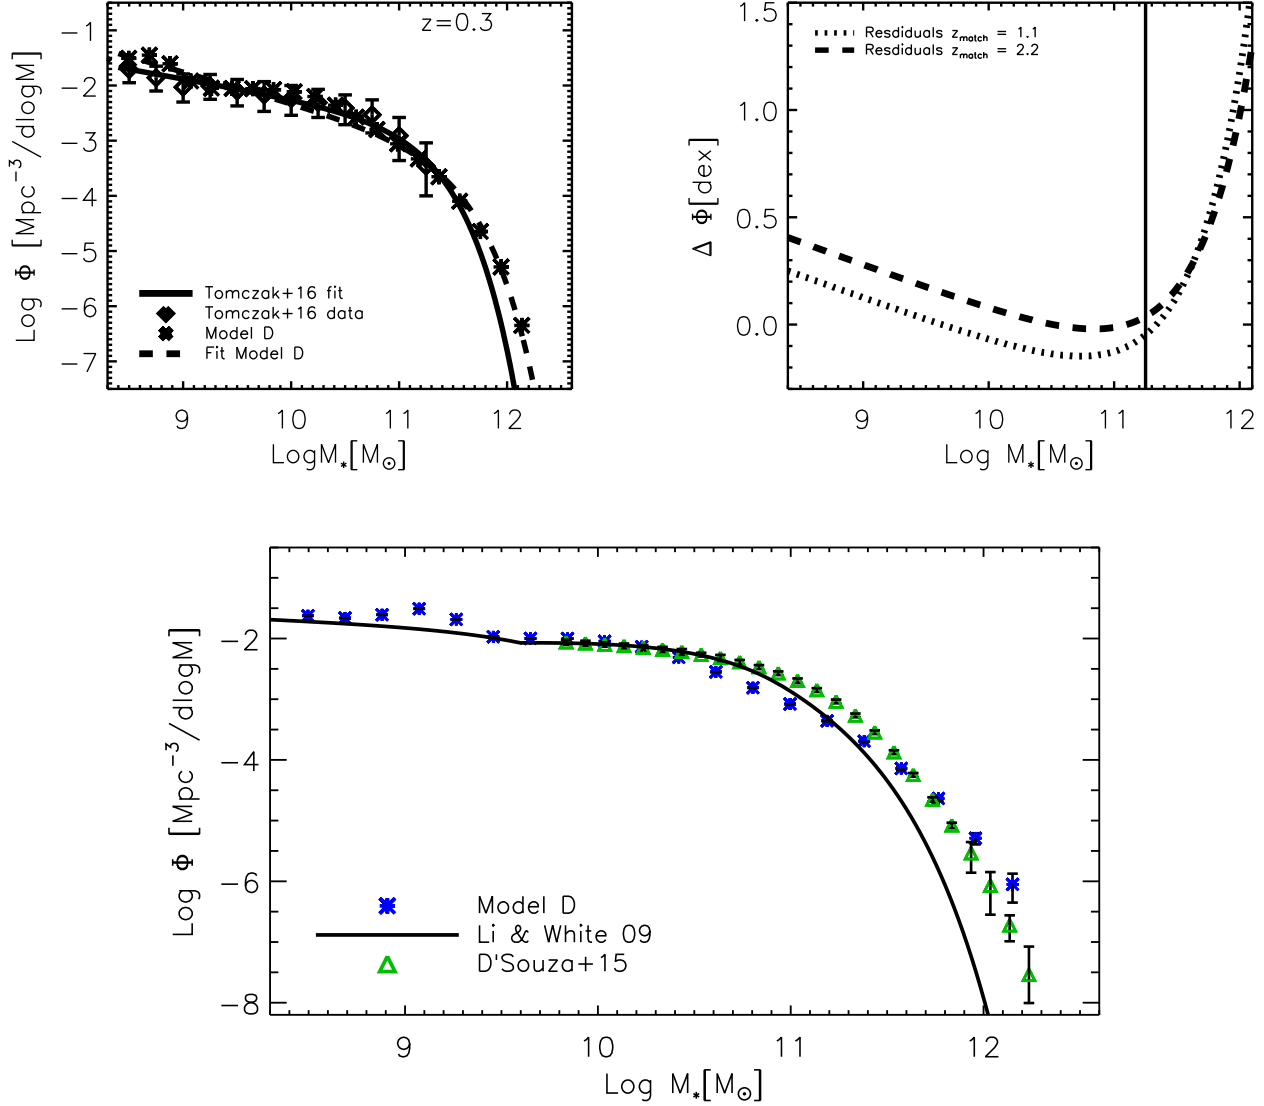 z=0.3
−1
−2
−3
−4
−5
−6
−7
Log Φ [Mpc⁻³/dlogM]
Tomczak+16 fit
Tomczak+16 data
Model D
Fit Model D
9 10 11 12
LogM*[M⊙]
Resdiduals z_match = 1.1
Resdiduals z_match = 2.2
1.5
1.0
0.5
0.0
Δ Φ[dex]
9 10 11 12
Log M*[M⊙]
−2
−4
−6
−8
Log Φ [Mpc⁻³/dlogM]
Model D
Li & White 09
D'Souza+15
9 10 11 12
Log M*[M⊙]